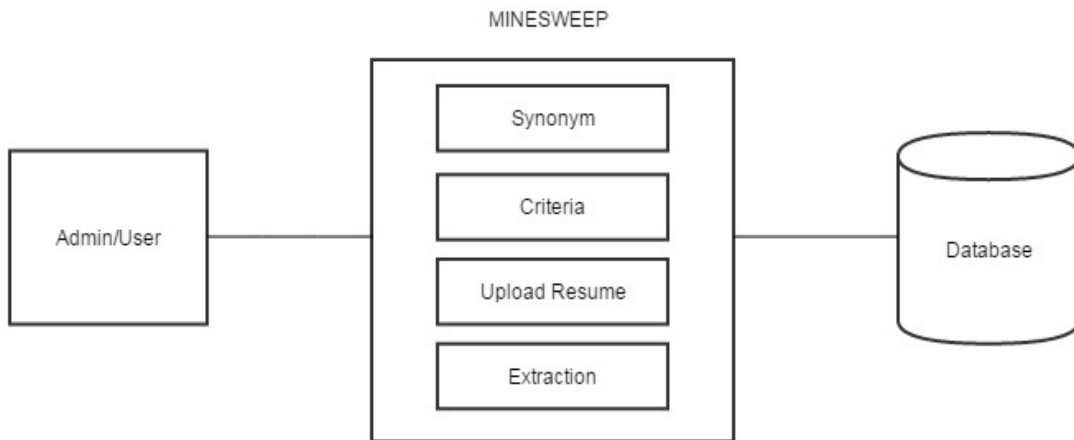 MINESWEEP
Synonym
Criteria
Admin/User
Upload Resume
Extraction
Database